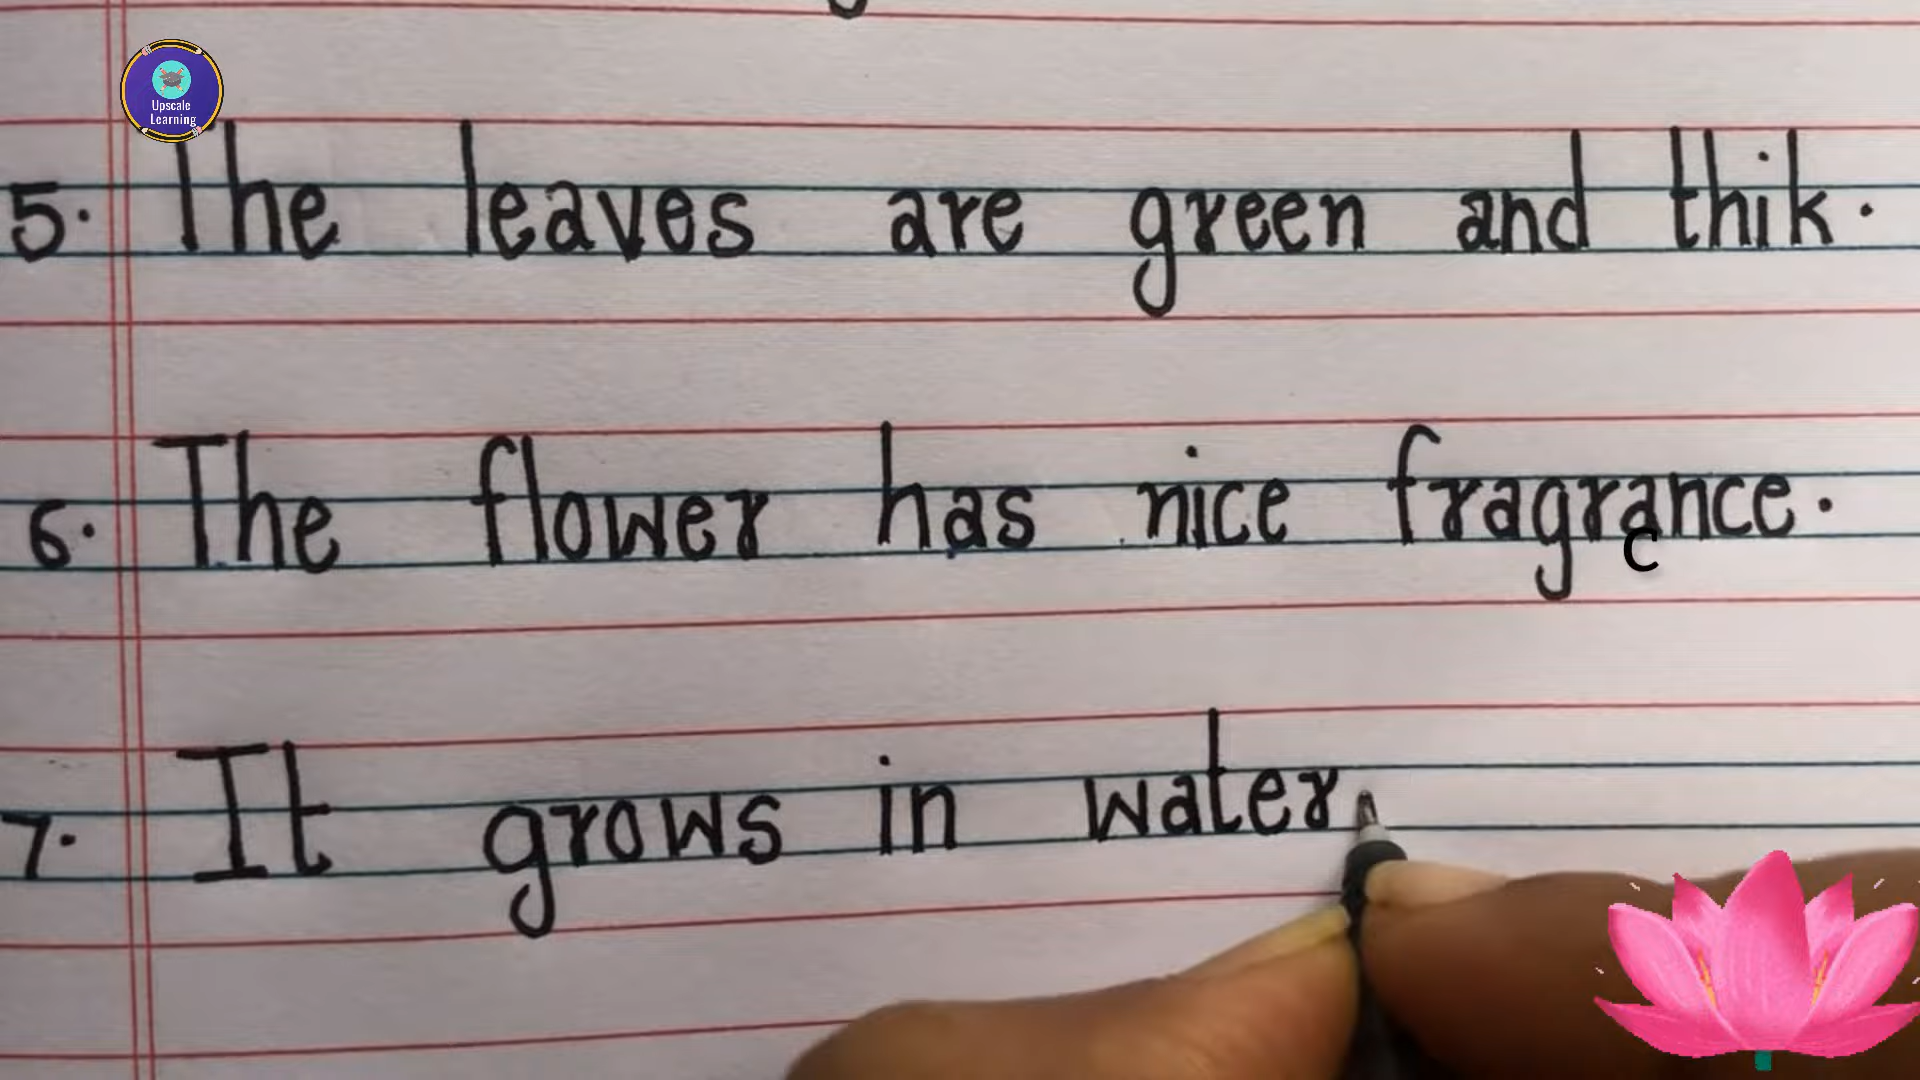 Upscale
Learning
5. The leaves are green and thik.
6. The flower has nice fragrance.
c
7. It grows in water